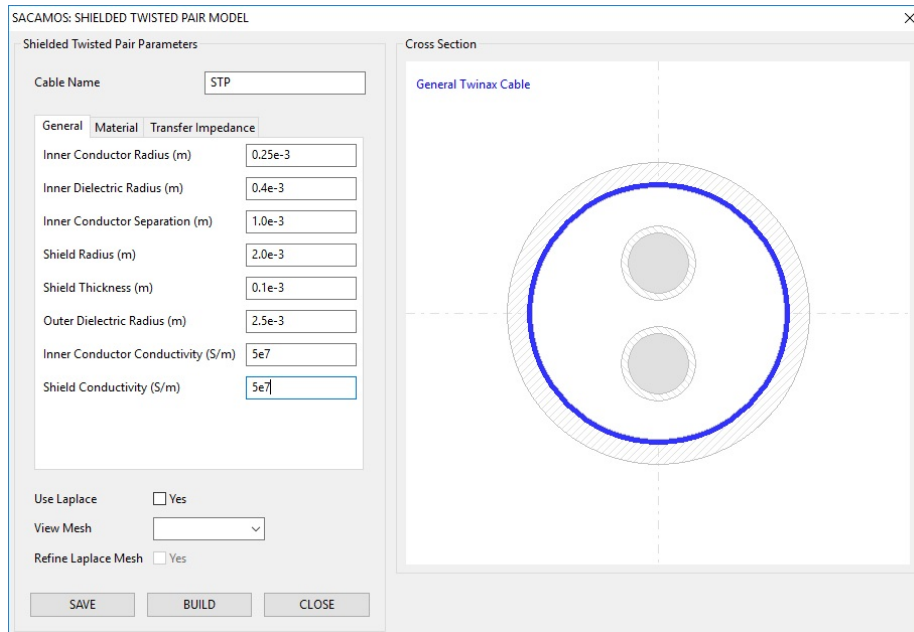 SACAMOS: SHIELDED TWISTED PAIR MODEL
Shielded Twisted Pair Parameters
Cable Name STP
General Material Transfer Impedance
Inner Conductor Radius (m) 0.25e-3
Inner Dielectric Radius (m) 0.4e-3
Inner Conductor Separation (m) 1.0e-3
Shield Radius (m) 2.0e-3
Shield Thickness (m) 0.1e-3
Outer Dielectric Radius (m) 2.5e-3
Inner Conductor Conductivity (S/m) 5e7
Shield Conductivity (S/m) 5e7
Use Laplace Yes
View Mesh
Refine Laplace Mesh Yes
SAVE BUILD CLOSE
Cross Section
General Twinax Cable